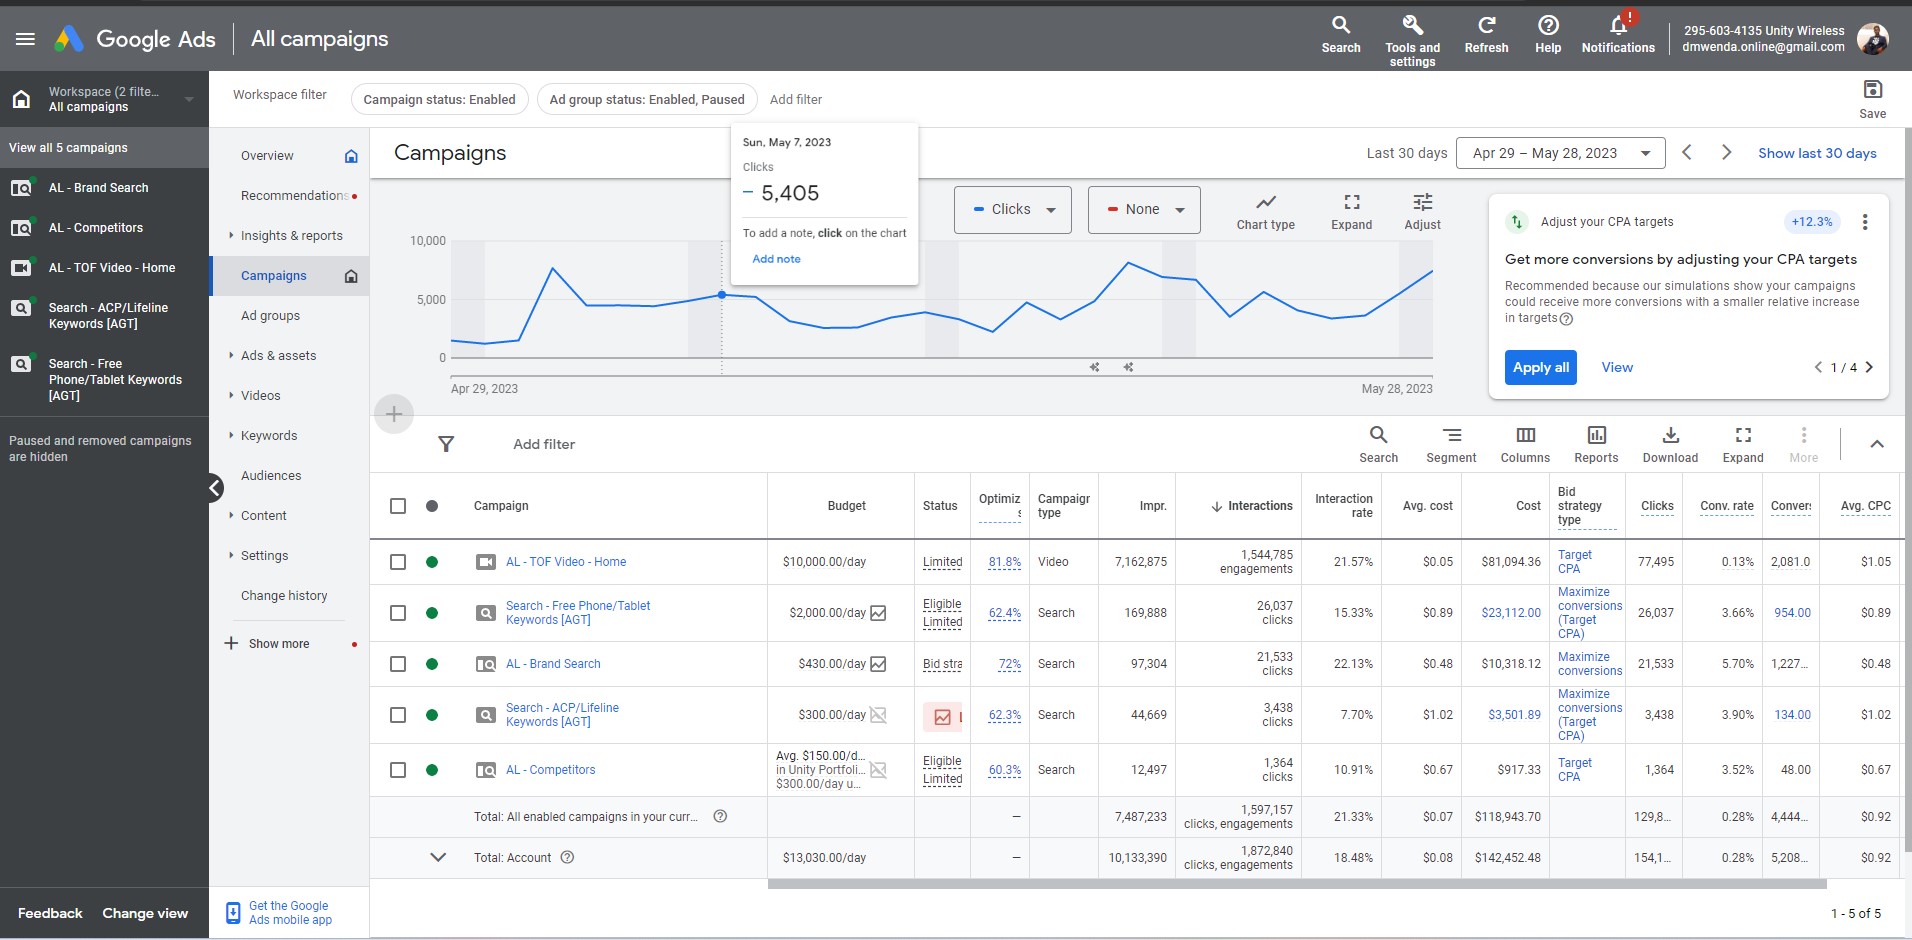 Google Ads
All campaigns
Search
Tools and
settings
Refresh
Help
!
Notifications
295-603-4135 Unity Wireless
dmwenda.online@gmail.com
Workspace (2 filte...
All campaigns
View all 5 campaigns
AL - Brand Search
AL - Competitors
AL - TOF Video - Home
Search - ACP/Lifeline
Keywords [AGT]
Search - Free
Phone/Tablet Keywords
[AGT]
Paused and removed campaigns
are hidden
Feedback Change view
Workspace filter
Campaign status: Enabled
Ad group status: Enabled, Paused
Add filter
Save
Overview
Recommendations
Insights & reports
Campaigns
Ad groups
Ads & assets
Videos
Keywords
Audiences
Content
Settings
Change history
Show more
Get the Google
Ads mobile app
Campaigns
Last 30 days
Apr 29 – May 28, 2023
Show last 30 days
Sun, May 7, 2023
Clicks
5,405
To add a note, click on the chart
Add note
Clicks
None
Chart type
Expand
Adjust
10,000
5,000
0
Apr 29, 2023
May 28, 2023
Adjust your CPA targets
+12.3%
Get more conversions by adjusting your CPA targets
Recommended because our simulations show your campaigns
could receive more conversions with a smaller relative increase
in targets
Apply all
View
1 / 4
Add filter
Search
Segment
Columns
Reports
Download
Expand
More
Campaign
Budget
Status
Optimiz
s
Campaigr
type
Impr.
Interactions
Interaction
rate
Avg. cost
Cost
Bid
strategy
type
Clicks
Conv. rate
Conver
Avg. CPC
AL - TOF Video - Home
$10,000.00/day
Limited
81.8%
Video
7,162,875
1,544,785
engagements
21.57%
$0.05
$81,094.36
Target
CPA
77,495
0.13%
2,081.0
$1.05
Search - Free Phone/Tablet
Keywords [AGT]
$2,000.00/day
Eligible
Limited
62.4%
Search
169,888
26,037
clicks
15.33%
$0.89
$23,112.00
Maximize
conversions
(Target
CPA)
26,037
3.66%
954.00
$0.89
AL - Brand Search
$430.00/day
Bid stra
72%
Search
97,304
21,533
clicks
22.13%
$0.48
$10,318.12
Maximize
conversions
21,533
5.70%
1,227...
$0.48
Search - ACP/Lifeline
Keywords [AGT]
$300.00/day
62.3%
Search
44,669
3,438
clicks
7.70%
$1.02
$3,501.89
Maximize
conversions
(Target
CPA)
3,438
3.90%
134.00
$1.02
AL - Competitors
Avg. $150.00/d...
in Unity Portfoli...
$300.00/day u...
Eligible
Limited
60.3%
Search
12,497
1,364
clicks
10.91%
$0.67
$917.33
Target
CPA
1,364
3.52%
48.00
$0.67
Total: All enabled campaigns in your curr...
–
7,487,233
1,597,157
clicks, engagements
21.33%
$0.07
$118,943.70
129,8...
0.28%
4,444...
$0.92
Total: Account
$13,030.00/day
–
10,133,390
1,872,840
clicks, engagements
18.48%
$0.08
$142,452.48
154,1...
0.28%
5,208...
$0.92
1 - 5 of 5